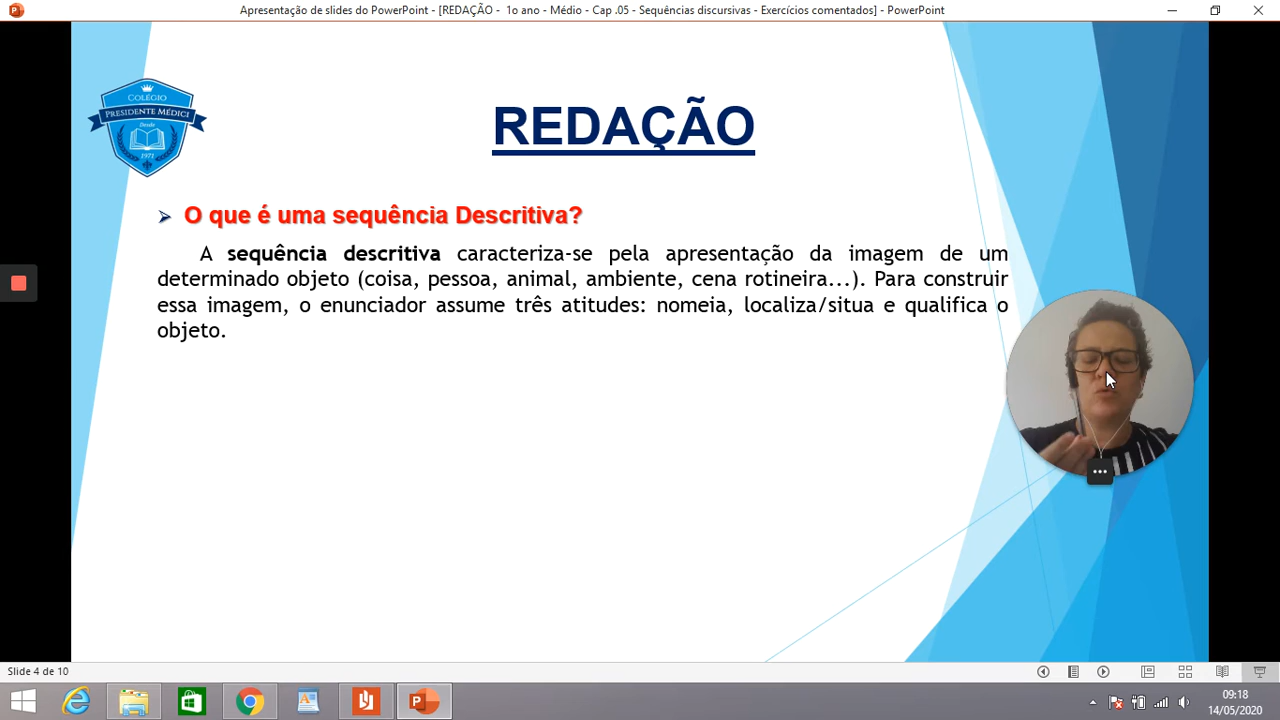 Apresentação de slides do PowerPoint - [REDAÇÃO - 1o ano - Médio - Cap .05 - Sequências discursivas - Exercícios comentados] - PowerPoint
COLÉGIO
PRESIDENTE MÉDICI
Desde
1971
REDAÇÃO
O que é uma sequência Descritiva?
A sequência descritiva caracteriza-se pela apresentação da imagem de um
determinado objeto (coisa, pessoa, animal, ambiente, cena rotineira...). Para construir
essa imagem, o enunciador assume três atitudes: nomeia, localiza/situa e qualifica o
objeto.
Slide 4 de 10
09:18
14/05/2020